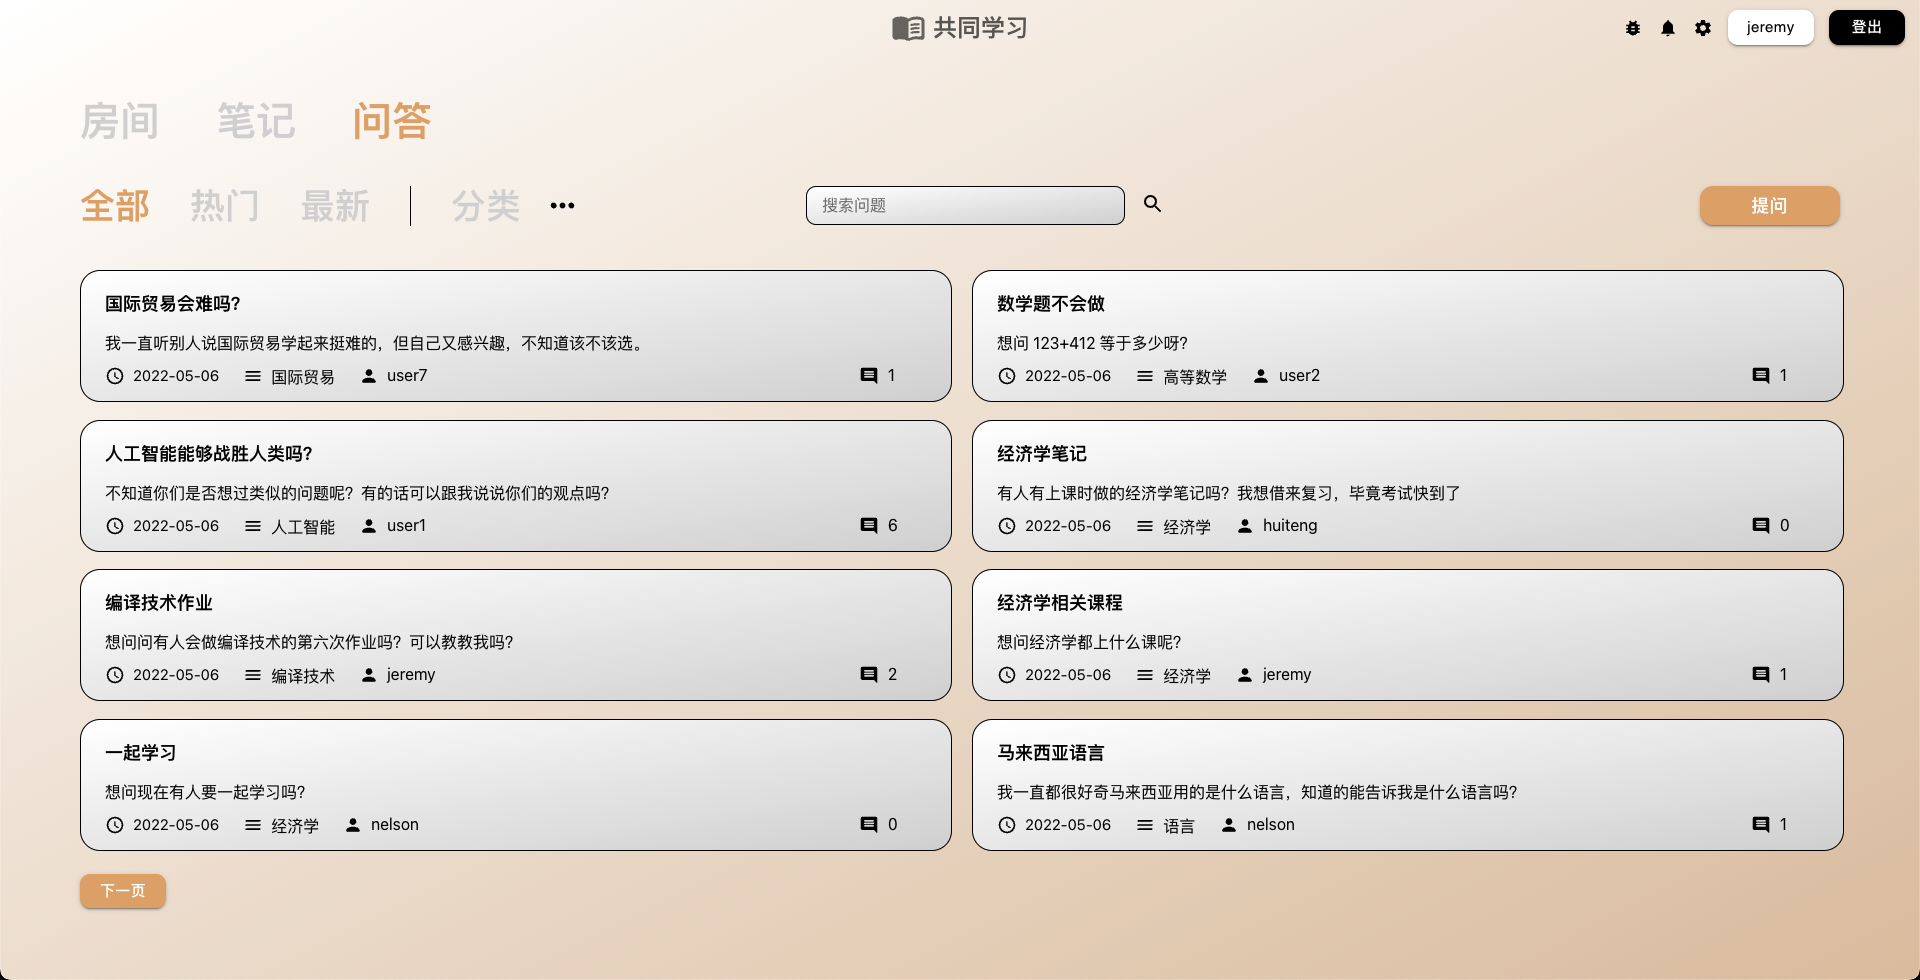 共同学习
jeremy
登出
房间 笔记 问答
全部 热门 最新 分类
搜索问题
提问
国际贸易会难吗?
我一直听别人说国际贸易学起来挺难的，但自己又感兴趣，不知道该不该选。
2022-05-06 国际贸易 user7 1
数学题不会做
想问 123+412 等于多少呀?
2022-05-06 高等数学 user2 1
人工智能能够战胜人类吗?
不知道你们是否想过类似的问题呢？有的话可以跟我说说你们的观点吗?
2022-05-06 人工智能 user1 6
经济学笔记
有人有上课时做的经济学笔记吗？我想借来复习，毕竟考试快到了
2022-05-06 经济学 huiteng 0
编译技术作业
想问问有人会做编译技术的第六次作业吗？可以教教我吗?
2022-05-06 编译技术 jeremy 2
经济学相关课程
想问经济学都上什么课呢?
2022-05-06 经济学 jeremy 1
一起学习
想问现在有人要一起学习吗?
2022-05-06 经济学 nelson 0
马来西亚语言
我一直都很好奇马来西亚用的是什么语言，知道的能告诉我是什么语言吗?
2022-05-06 语言 nelson 1
下一页